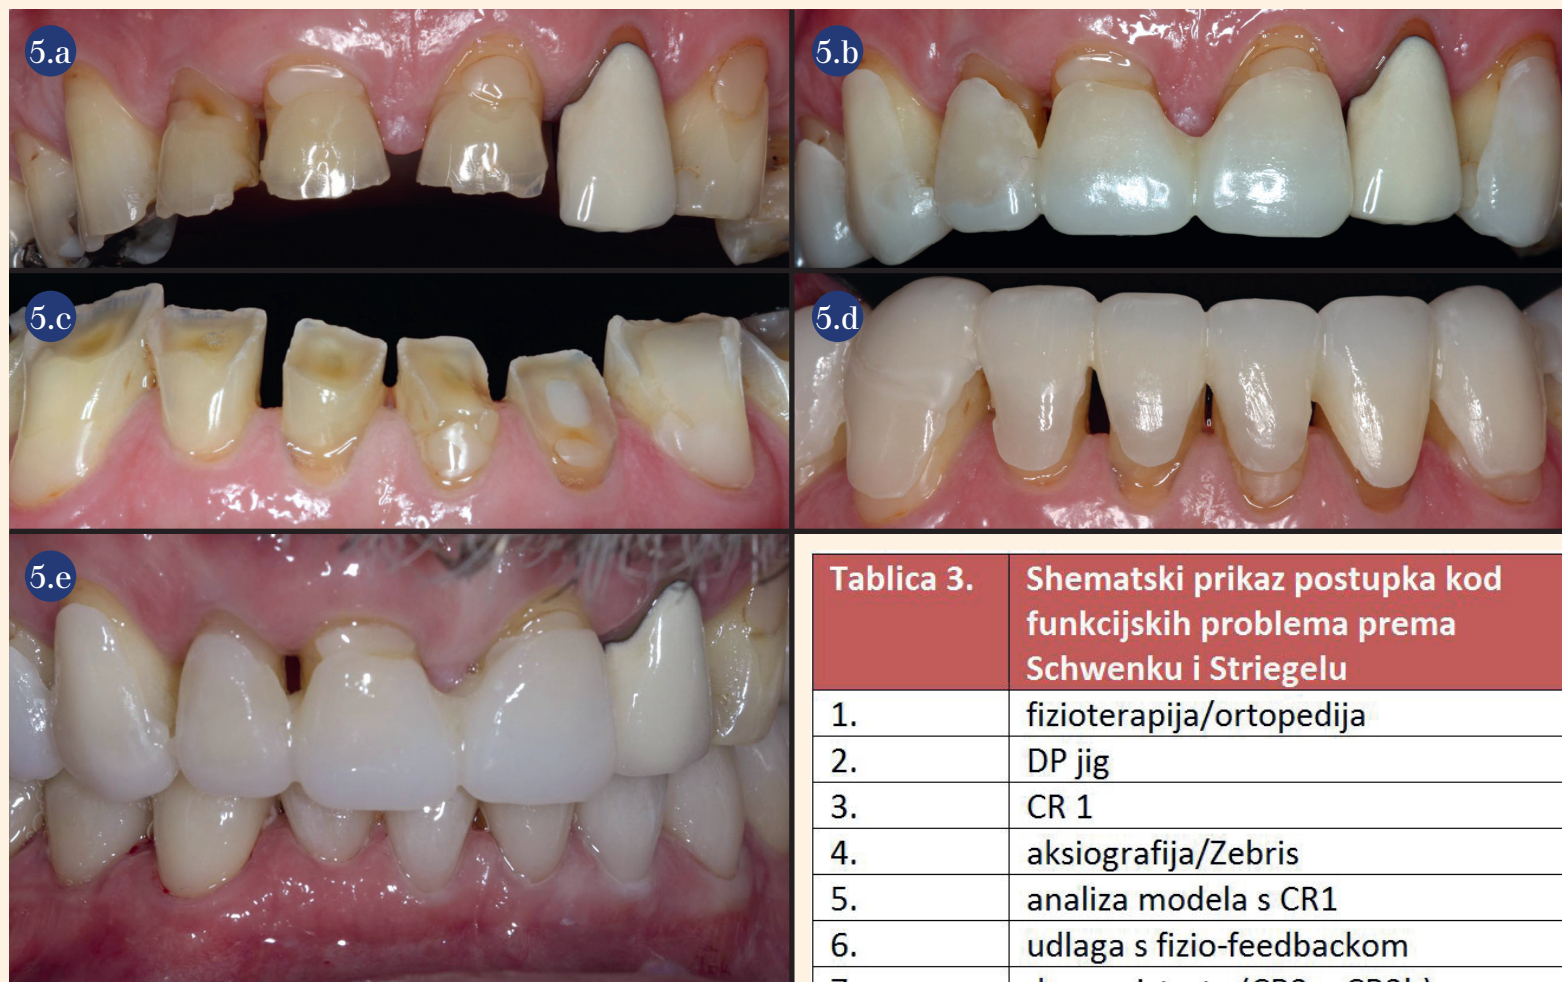 5.a
5.b
5.c
5.d
5.e
Tablica 3.
Shematski prikaz postupka kod
funkcijskih problema prema
Schwenku i Striegelu
1. fizioterapija/ortopedija
2. DP jig
3. CR 1
4. aksiografija/Zebris
5. analiza modela s CR1
6. udlaga s fizio-feedbackom